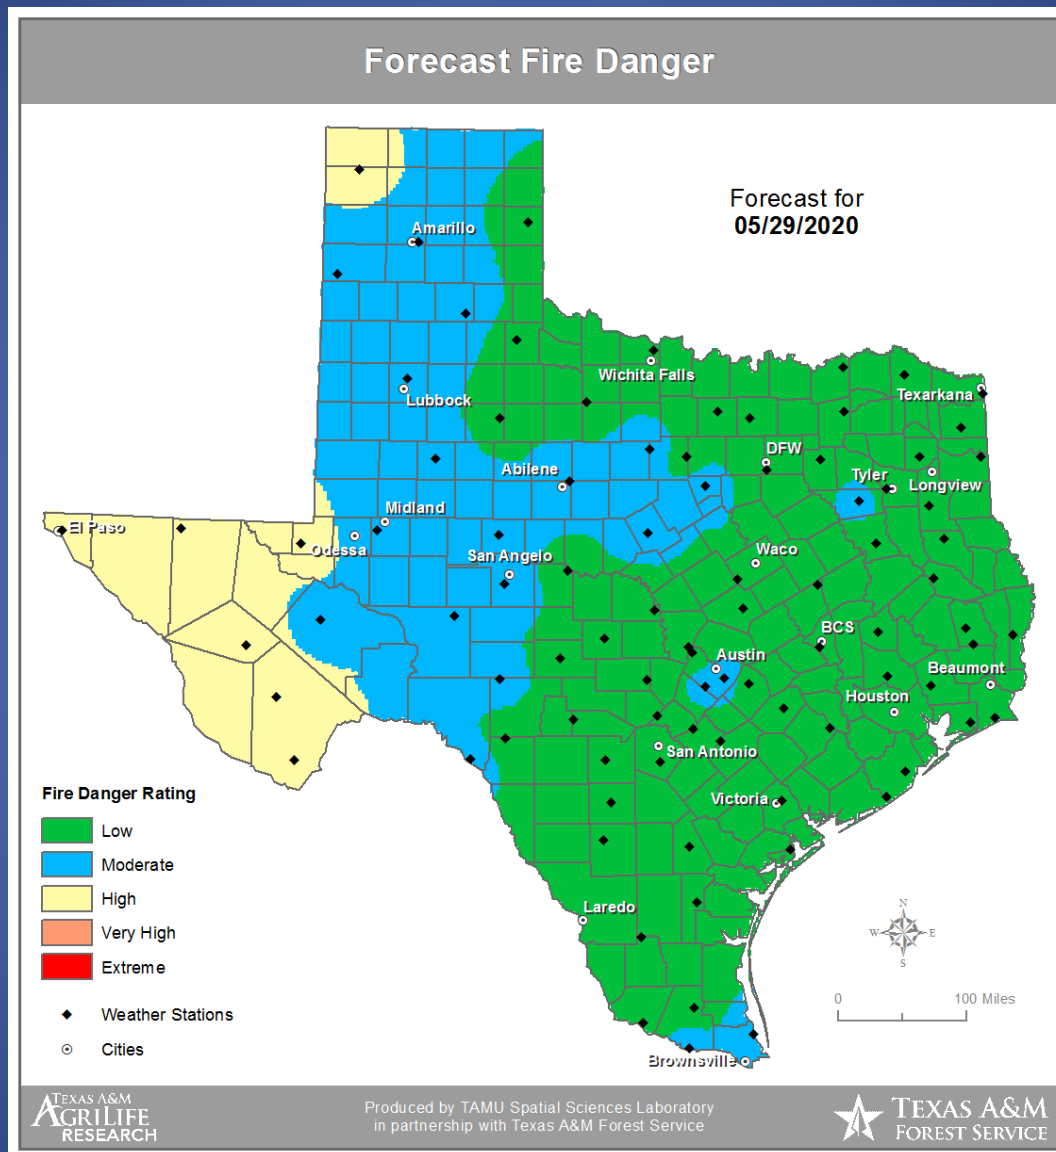 Forecast Fire Danger
Forecast for
05/29/2020
Amarillo
Wichita Falls
Texarkana
Lubbock
DFW
Abilene
Tyler
Longview
Midland
El Paso
Odessa
San Angelo
Waco
BCS
Austin
Beaumont
Houston
San Antonio
Victoria
Laredo
Brownsville
Fire Danger Rating
Low
Moderate
High
Very High
Extreme
Weather Stations
Cities
N
W E
S
0 100 Miles
TEXAS A&M
AGRILIFE
RESEARCH
Produced by TAMU Spatial Sciences Laboratory
in partnership with Texas A&M Forest Service
TEXAS A&M
FOREST SERVICE